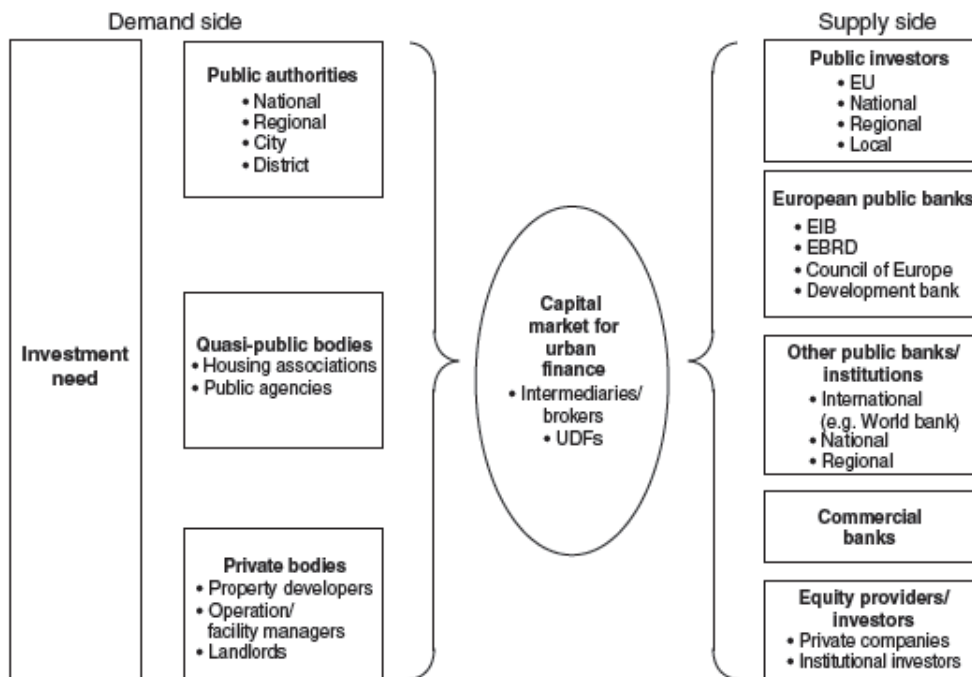 Demand side
Investment
need
Public authorities
• National
• Regional
• City
• District
Quasi-public bodies
• Housing associations
• Public agencies
Private bodies
• Property developers
• Operation/
facility managers
• Landlords
Capital
market for
urban
finance
• Intermediaries/
brokers
• UDFs
Supply side
Public investors
• EU
• National
• Regional
• Local
European public banks
• EIB
• EBRD
• Council of Europe
• Development bank
Other public banks/
institutions
• International
(e.g. World bank)
• National
• Regional
Commercial
banks
Equity providers/
investors
• Private companies
• Institutional investors